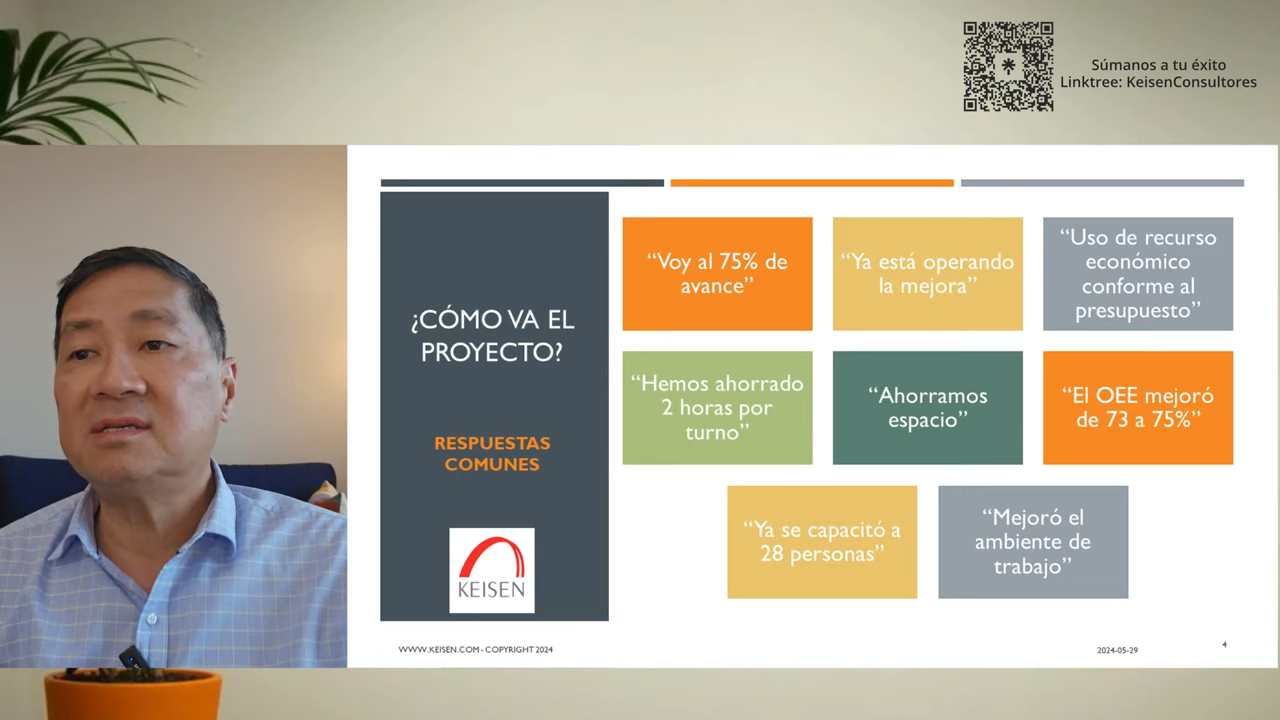 Súmanos a tu éxito
Linktree: KeisenConsultores
¿CÓMO VA EL
PROYECTO?
RESPUESTAS
COMUNES
KEISEN
“Voy al 75% de
avance”
“Ya está operando
la mejora”
“Uso de recurso
económico
conforme al
presupuesto”
“Hemos ahorrado
2 horas por
turno”
“Ahorramos
espacio”
“El OEE mejoró
de 73 a 75%”
“Ya se capacitó a
28 personas”
“Mejoró el
ambiente de
trabajo”
WWW.KEISEN.COM - COPYRIGHT 2024
2024-05-29
4